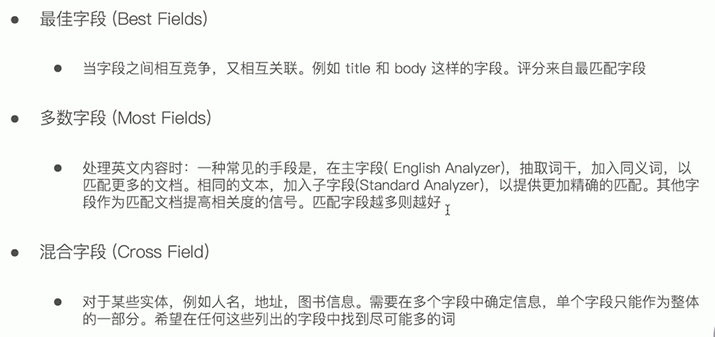 最佳字段 (Best Fields)
当字段之间相互竞争，又相互关联。例如 title 和 body 这样的字段。评分来自最匹配字段
多数字段 (Most Fields)
处理英文内容时：一种常见的手段是，在主字段( English Analyzer)，抽取词干，加入同义词，以
匹配更多的文档。相同的文本，加入子字段(Standard Analyzer)，以提供更加精确的匹配。其他字
段作为匹配文档提高相关度的信号。匹配字段越多则越好
混合字段 (Cross Field)
对于某些实体，例如人名，地址，图书信息。需要在多个字段中确定信息，单个字段只能作为整体
的一部分。希望在任何这些列出的字段中找到尽可能多的词